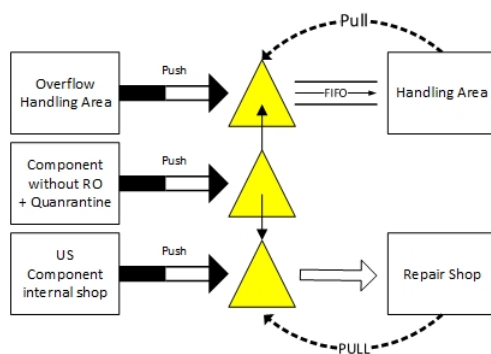 Pull
Overflow
Handling Area
Push
FIFO
Handling Area
Component
without RO
+ Quanrantine
Push
US
Component
internal shop
Push
Repair Shop
PULL